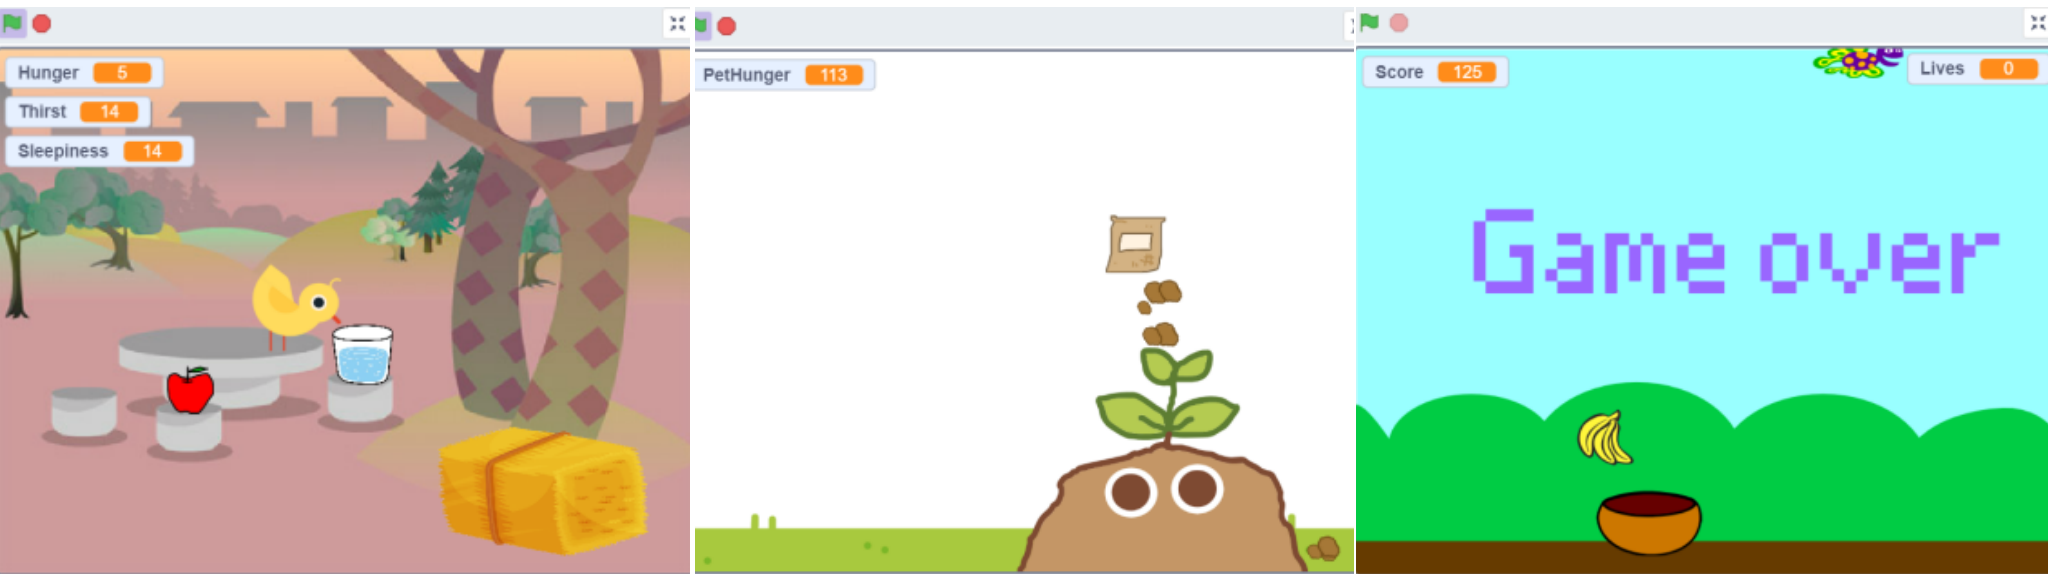 Hunger 5
Thirst 14
Sleepiness 14
PetHunger 113
Score 125
Lives 0
Game over